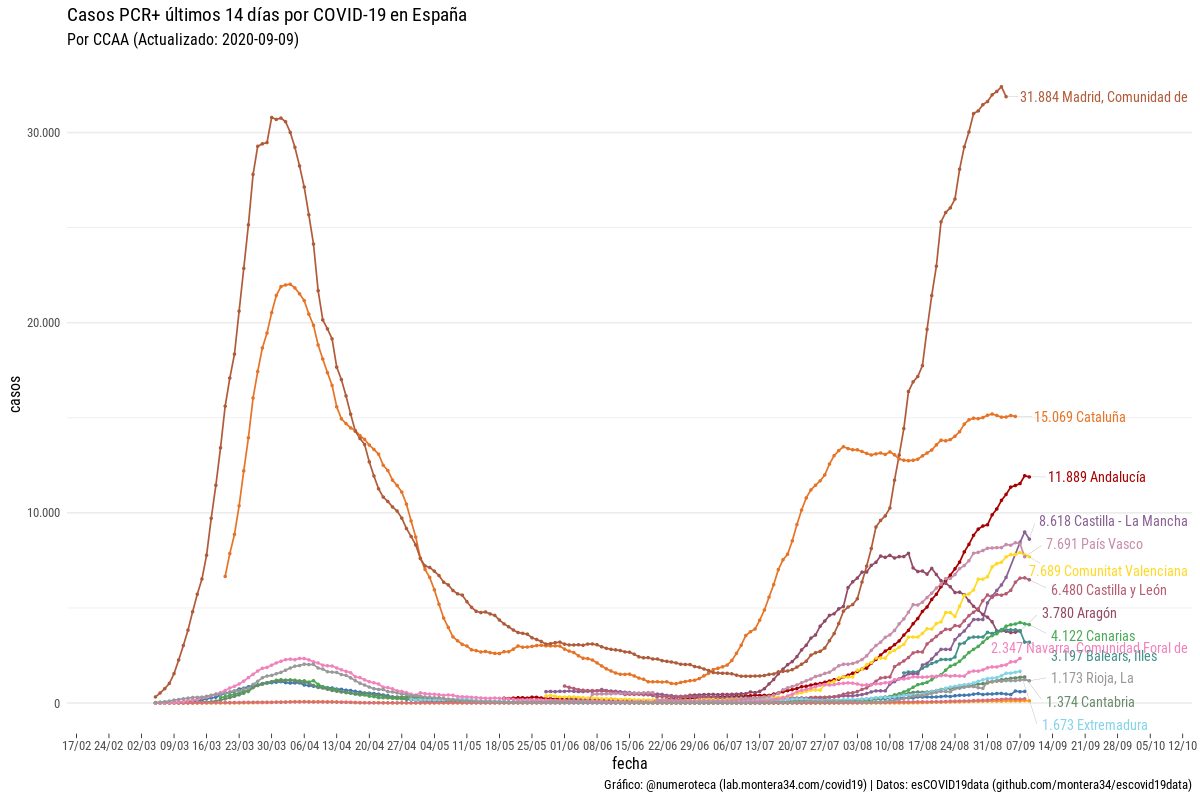 Casos PCR+ últimos 14 días por COVID-19 en España
Por CCAA (Actualizado: 2020-09-09)
31.884 Madrid, Comunidad de
30.000
20.000
15.069 Cataluña
casos
11.889 Andalucía
10.000
8.618 Castilla - La Mancha
7.691 País Vasco
7.689 Comunitat Valenciana
6.480 Castilla y León
3.780 Aragón
4.122 Canarias
2.347 Navarra, Comunidad Foral de
3.197 Balears, Illes
1.173 Rioja, La
1.374 Cantabria
0
1.673 Extremadura
17/02 24/02 02/03 09/03 16/03 23/03 30/03 06/04 13/04 20/04 27/04 04/05 11/05 18/05 25/05 01/06 08/06 15/06 22/06 29/06 06/07 13/07 20/07 27/07 03/08 10/08 17/08 24/08 31/08 07/09 14/09 21/09 28/09 05/10 12/10
fecha
Gráfico: @numeroteca (lab.montera34.com/covid19) | Datos: esCOVID19data (github.com/montera34/escovid19data)